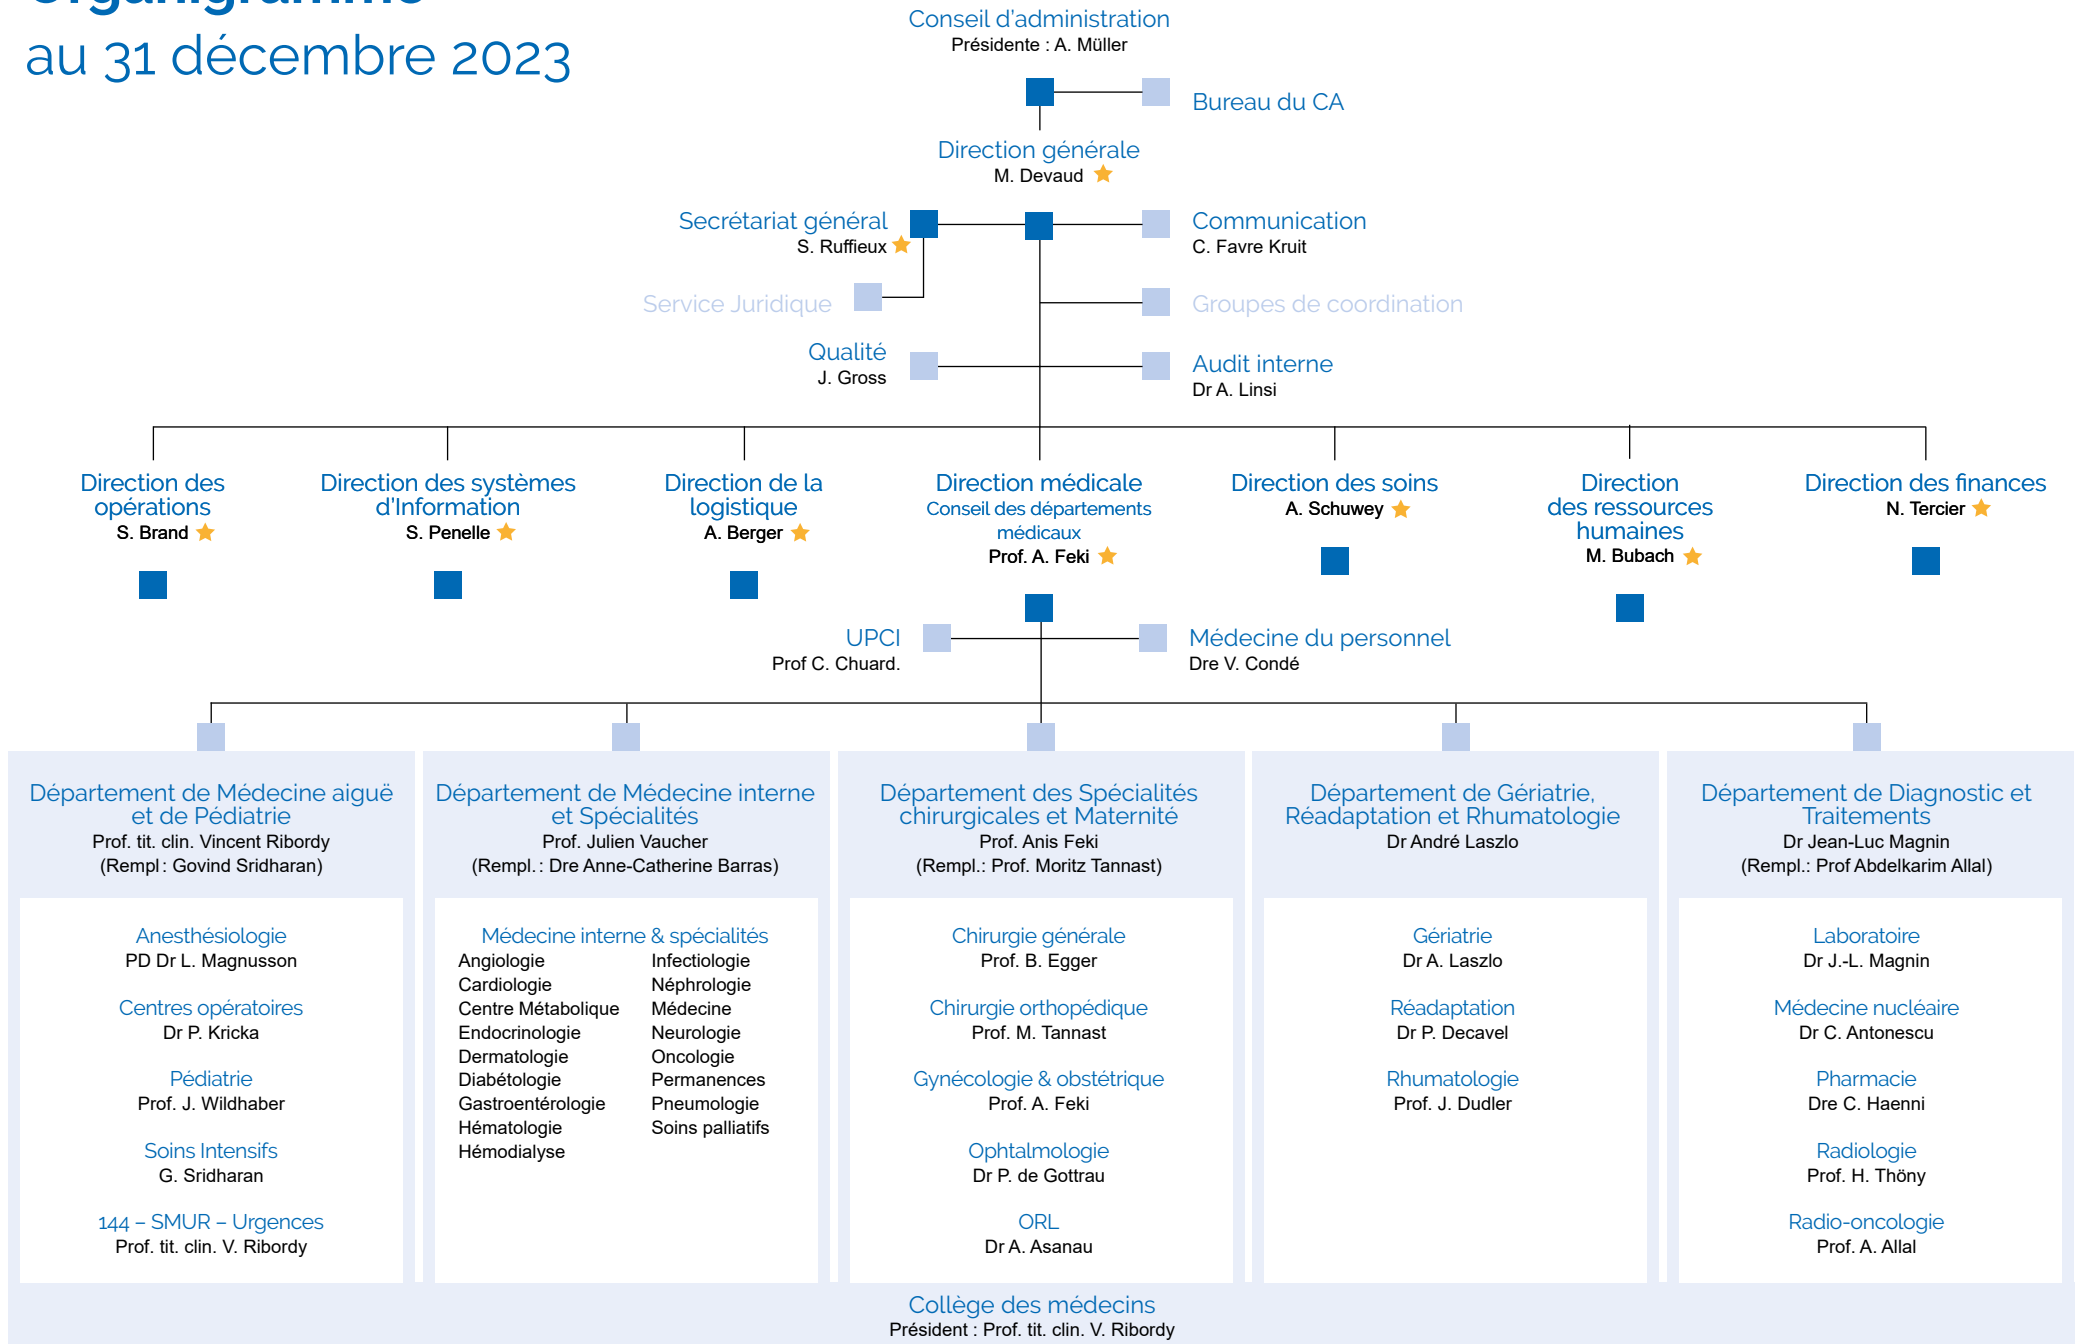 Organigramme
au 31 décembre 2023
Conseil d'administration
Présidente : A. Müller
Bureau du CA
Direction générale
M. Devaud
Secrétariat général
S. Ruffieux
Communication
C. Favre Kruit
Service Juridique
Groupes de coordination
Qualité
J. Gross
Audit interne
Dr A. Linsi
Direction des
opérations
S. Brand
Direction des systèmes
d'Information
S. Penelle
Direction de la
logistique
A. Berger
Direction médicale
Conseil des départements
médicaux
Prof. A. Feki
Direction des soins
A. Schuwey
Direction
des ressources
humaines
M. Bubach
Direction des finances
N. Tercier
UPCI
Prof C. Chuard.
Médecine du personnel
Dre V. Condé
Département de Médecine aiguë
et de Pédiatrie
Prof. tit. clin. Vincent Ribordy
(Rempl : Govind Sridharan)
Anesthésiologie
PD Dr L. Magnusson
Centres opératoires
Dr P. Kricka
Pédiatrie
Prof. J. Wildhaber
Soins Intensifs
G. Sridharan
144 – SMUR – Urgences
Prof. tit. clin. V. Ribordy
Département de Médecine interne
et Spécialités
Prof. Julien Vaucher
(Rempl. : Dre Anne-Catherine Barras)
Médecine interne & spécialités
Angiologie
Cardiologie
Centre Métabolique
Endocrinologie
Dermatologie
Diabétologie
Gastroentérologie
Hématologie
Hémodialyse
Infectiologie
Néphrologie
Médecine
Neurologie
Oncologie
Permanences
Pneumologie
Soins palliatifs
Département des Spécialités
chirurgicales et Maternité
Prof. Anis Feki
(Rempl.: Prof. Moritz Tannast)
Chirurgie générale
Prof. B. Egger
Chirurgie orthopédique
Prof. M. Tannast
Gynécologie & obstétrique
Prof. A. Feki
Ophtalmologie
Dr P. de Gottrau
ORL
Dr A. Asanau
Département de Gériatrie,
Réadaptation et Rhumatologie
Dr André Laszlo
Gériatrie
Dr A. Laszlo
Réadaptation
Dr P. Decavel
Rhumatologie
Prof. J. Dudler
Département de Diagnostic et
Traitements
Dr Jean-Luc Magnin
(Rempl.: Prof Abdelkarim Allal)
Laboratoire
Dr J.-L. Magnin
Médecine nucléaire
Dr C. Antonescu
Pharmacie
Dre C. Haenni
Radiologie
Prof. H. Thöny
Radio-oncologie
Prof. A. Allal
Collège des médecins
Président : Prof. tit. clin. V. Ribordy